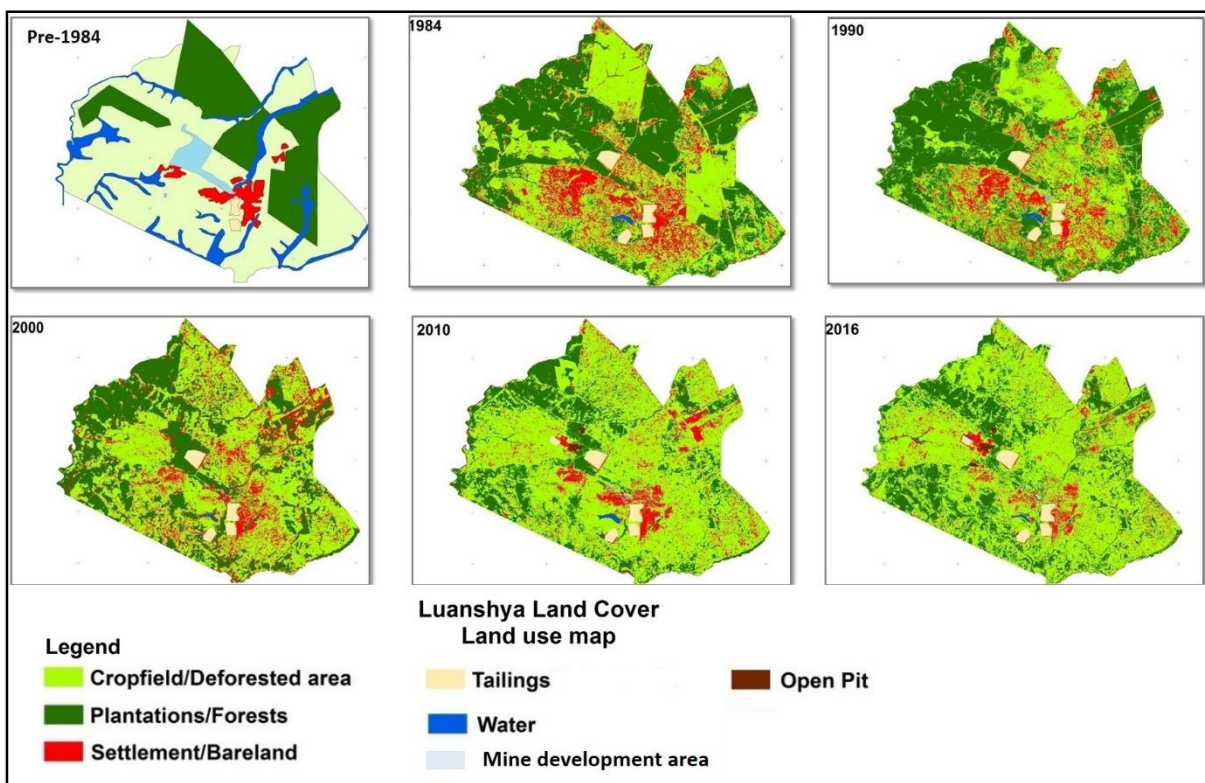 Pre-1984
1984
1990
2000
2010
2016
Luanshya Land Cover
Land use map
Legend
Cropfield/Deforested area
Plantations/Forests
Settlement/Bareland
Tailings
Water
Mine development area
Open Pit